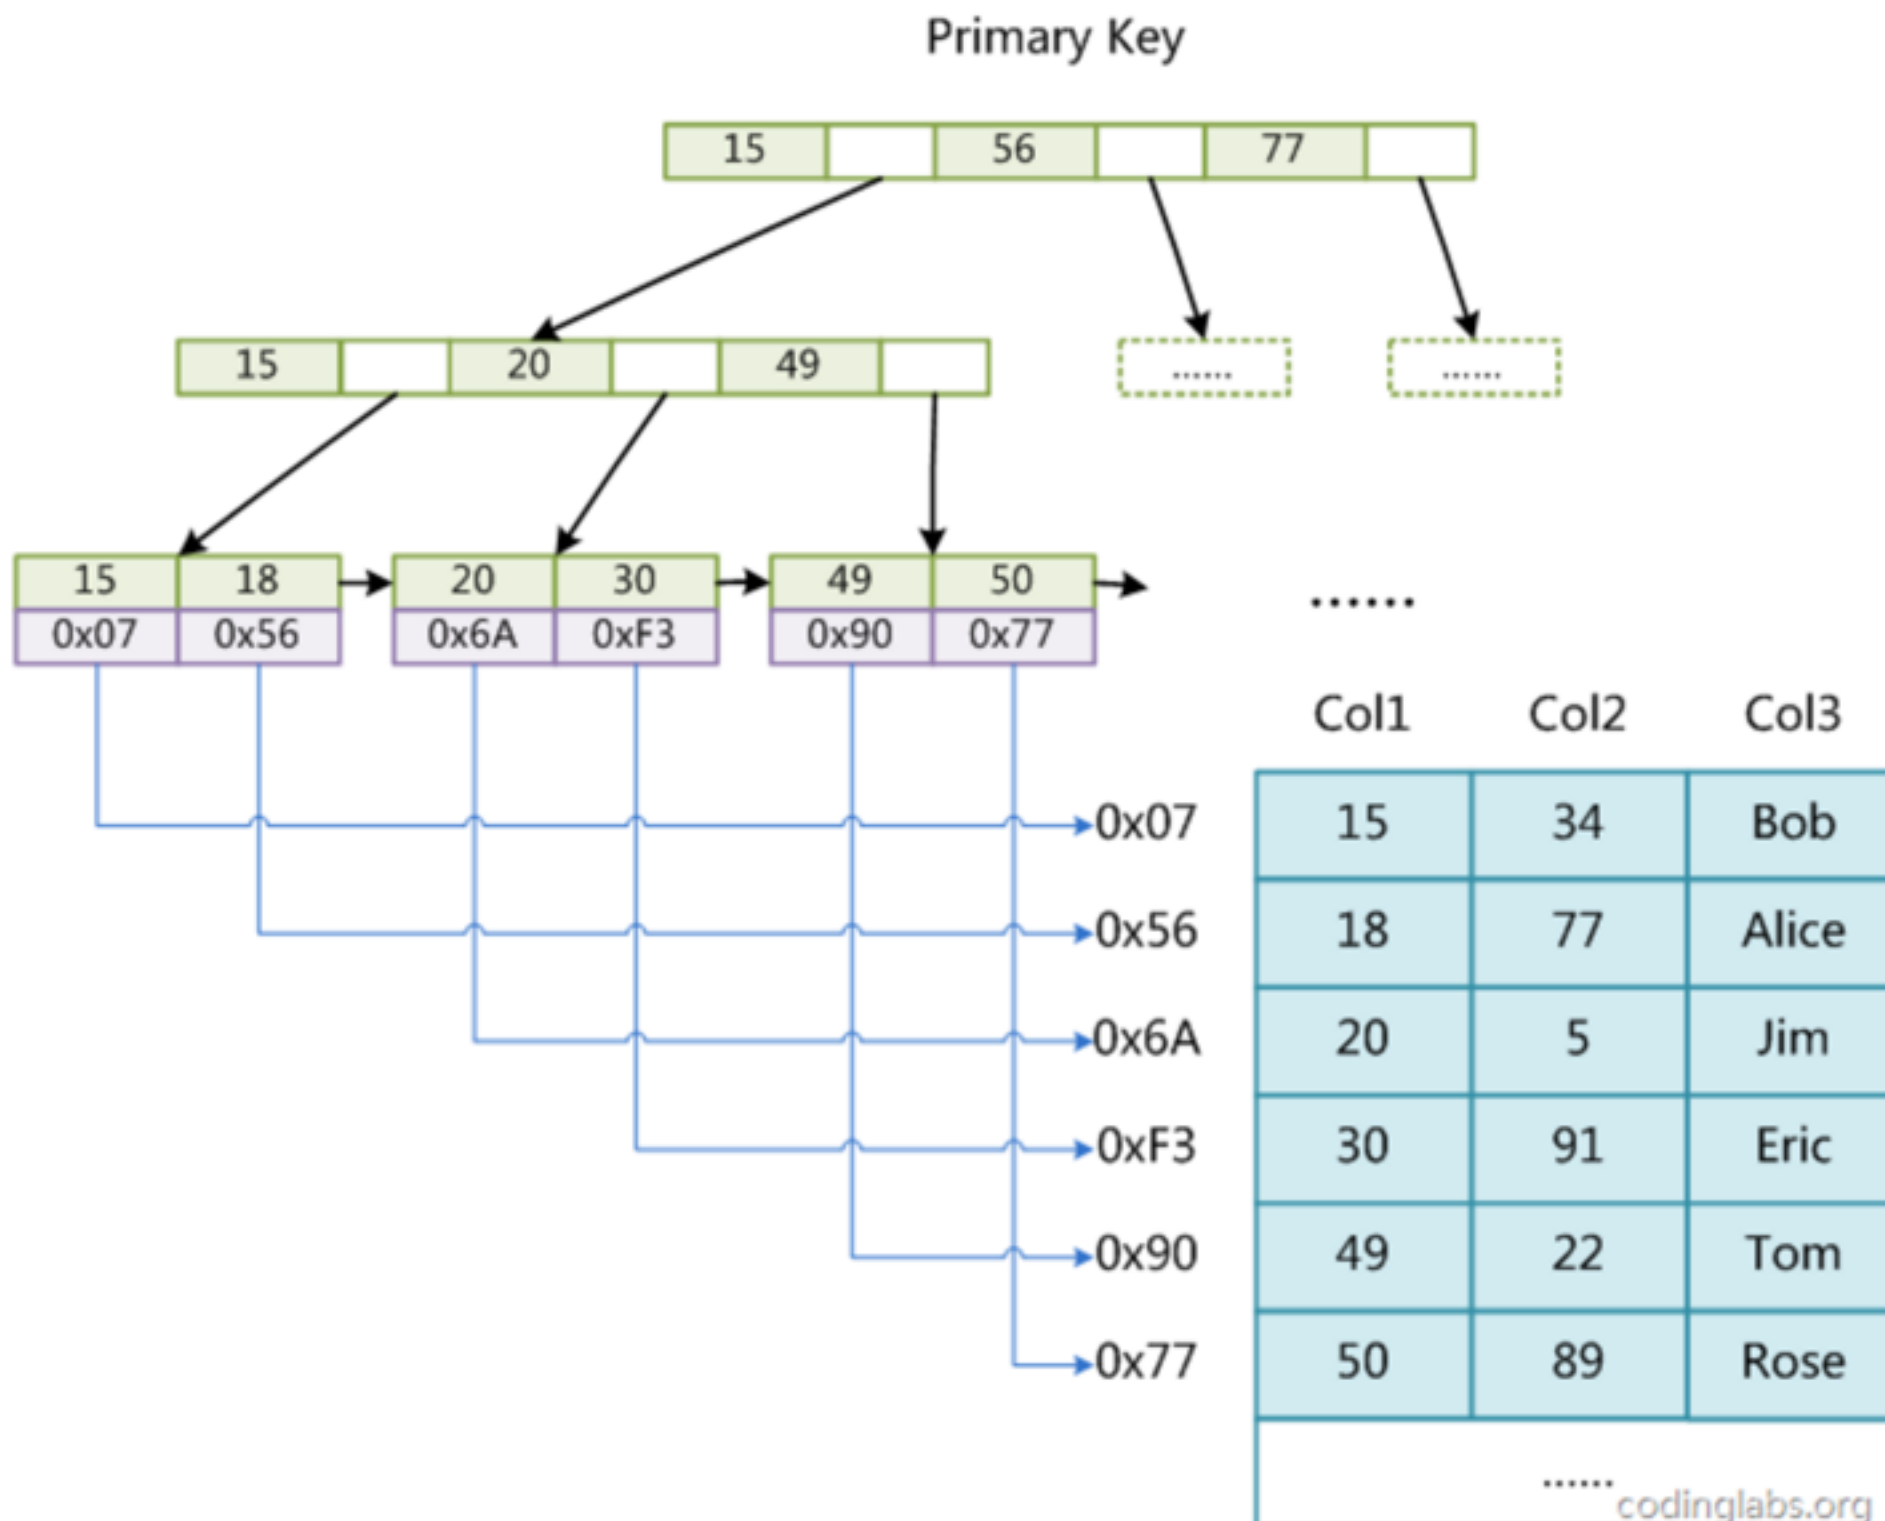 Primary Key
15 56 77
15 20 49 ...... ......
15 18 20 30 49 50
0x07 0x56 0x6A 0xF3 0x90 0x77
......
Col1 Col2 Col3
0x07 15 34 Bob
0x56 18 77 Alice
0x6A 20 5 Jim
0xF3 30 91 Eric
0x90 49 22 Tom
0x77 50 89 Rose
......
codinglabs.org